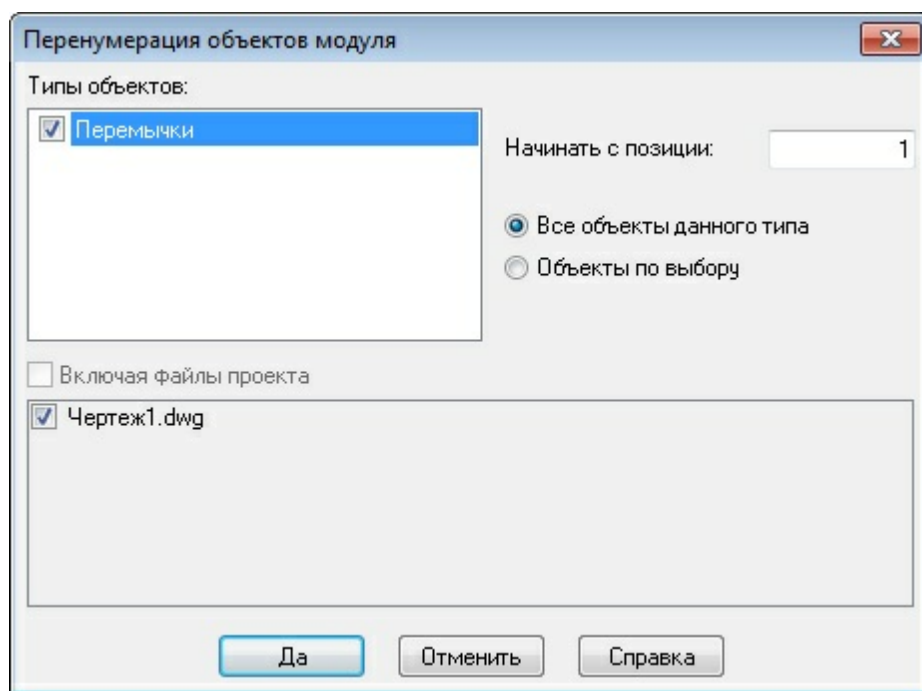 Перенумерация объектов модуля
Типы объектов:
Перемычки
Начинать с позиции: 1
Все объекты данного типа
Объекты по выбору
Включая файлы проекта
Чертеж1.dwg
Да Отменить Справка